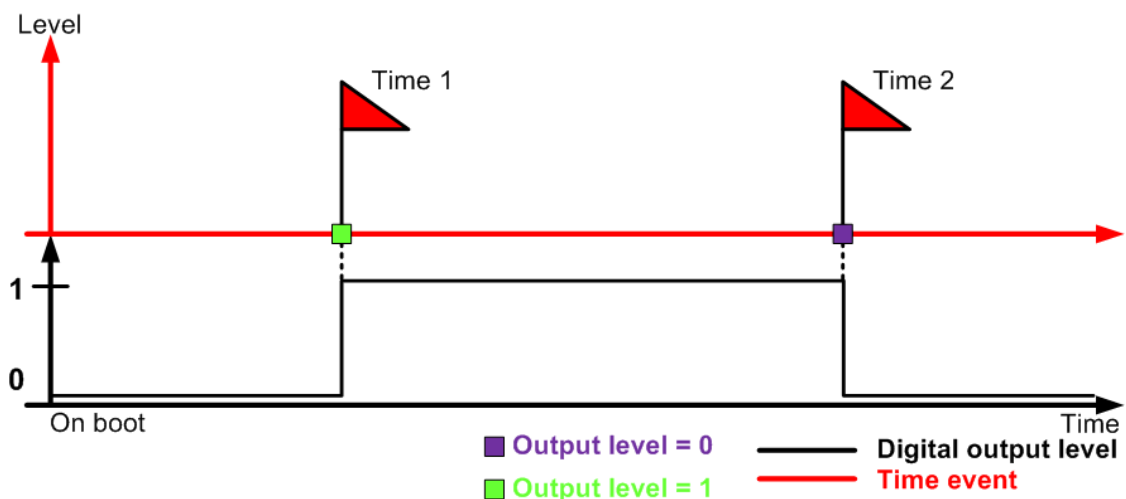 Level
Time 1
Time 2
1
0
On boot
Time
Output level = 0
Digital output level
Output level = 1
Time event